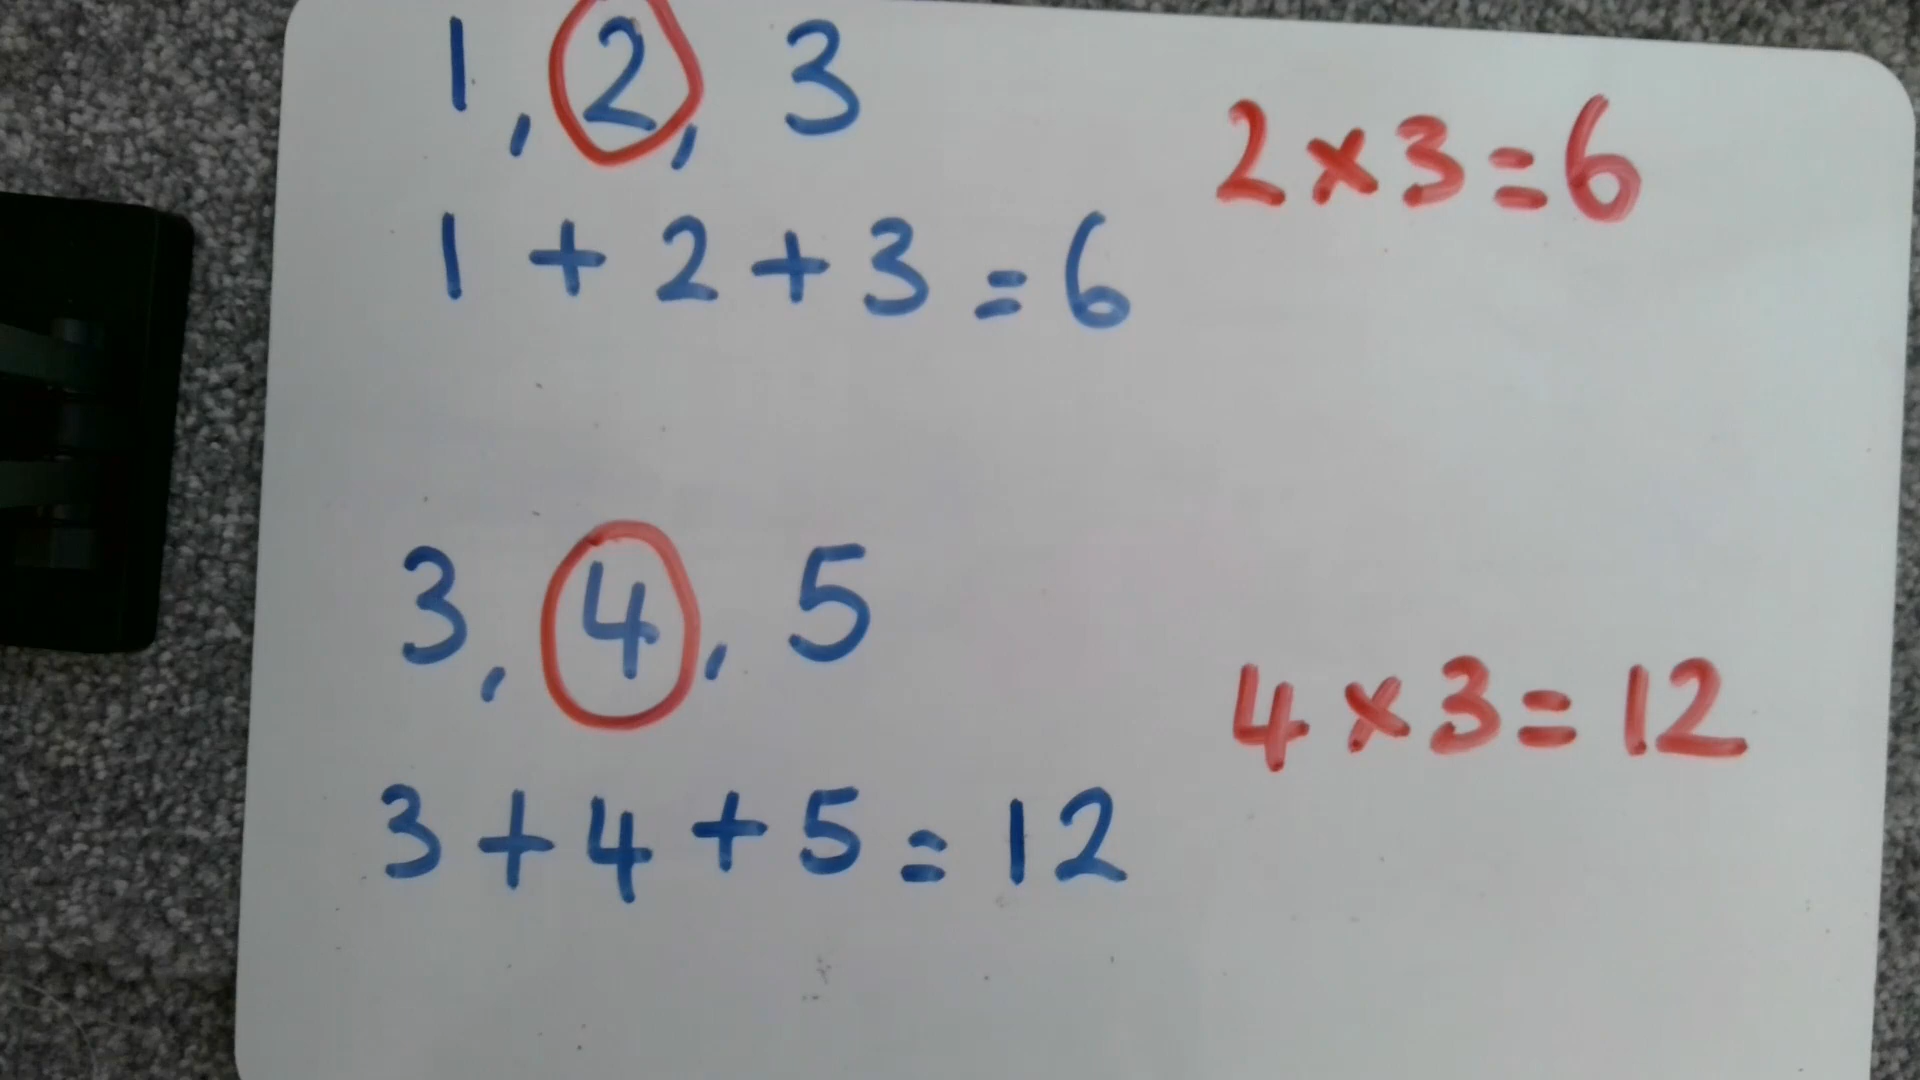 1, 2, 3
2 × 3 = 6
1 + 2 + 3 = 6
3, 4, 5
4 × 3 = 12
3 + 4 + 5 = 12